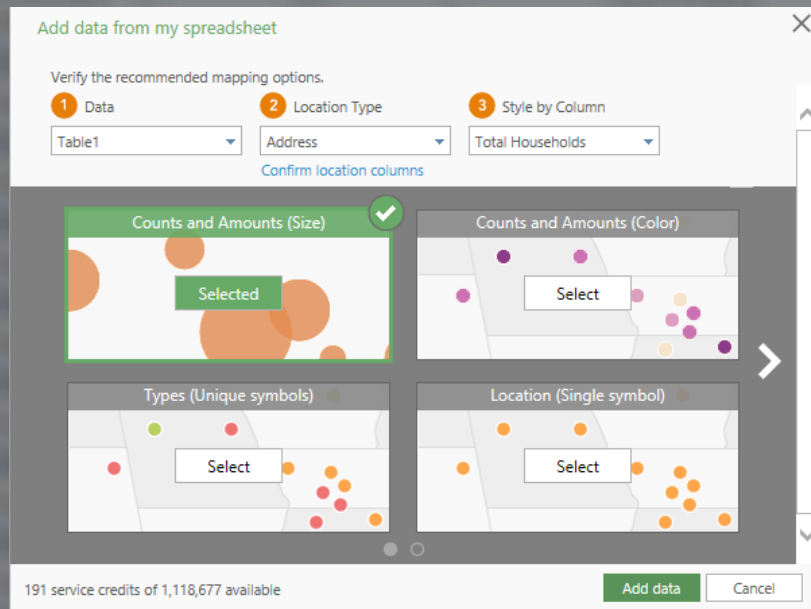 Add data from my spreadsheet
Verify the recommended mapping options.
1 Data
2 Location Type
3 Style by Column
Table1
Address
Total Households
Confirm location columns
Counts and Amounts (Size)
Counts and Amounts (Color)
Selected
Select
Types (Unique symbols)
Location (Single symbol)
Select
Select
191 service credits of 1,118,677 available
Add data
Cancel